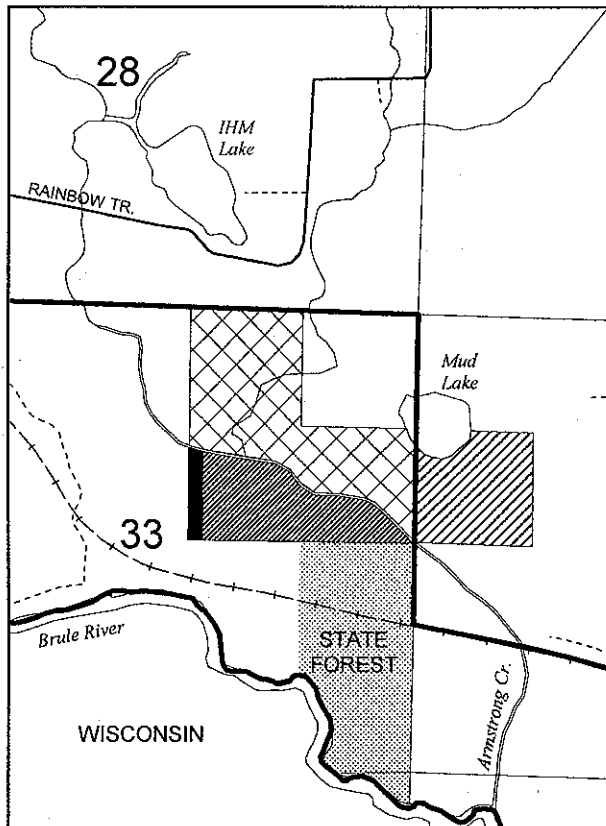 28
IHM
Lake
RAINBOW TR.
Mud
Lake
33
Brule River
STATE
FOREST
Armstrong Cr.
WISCONSIN